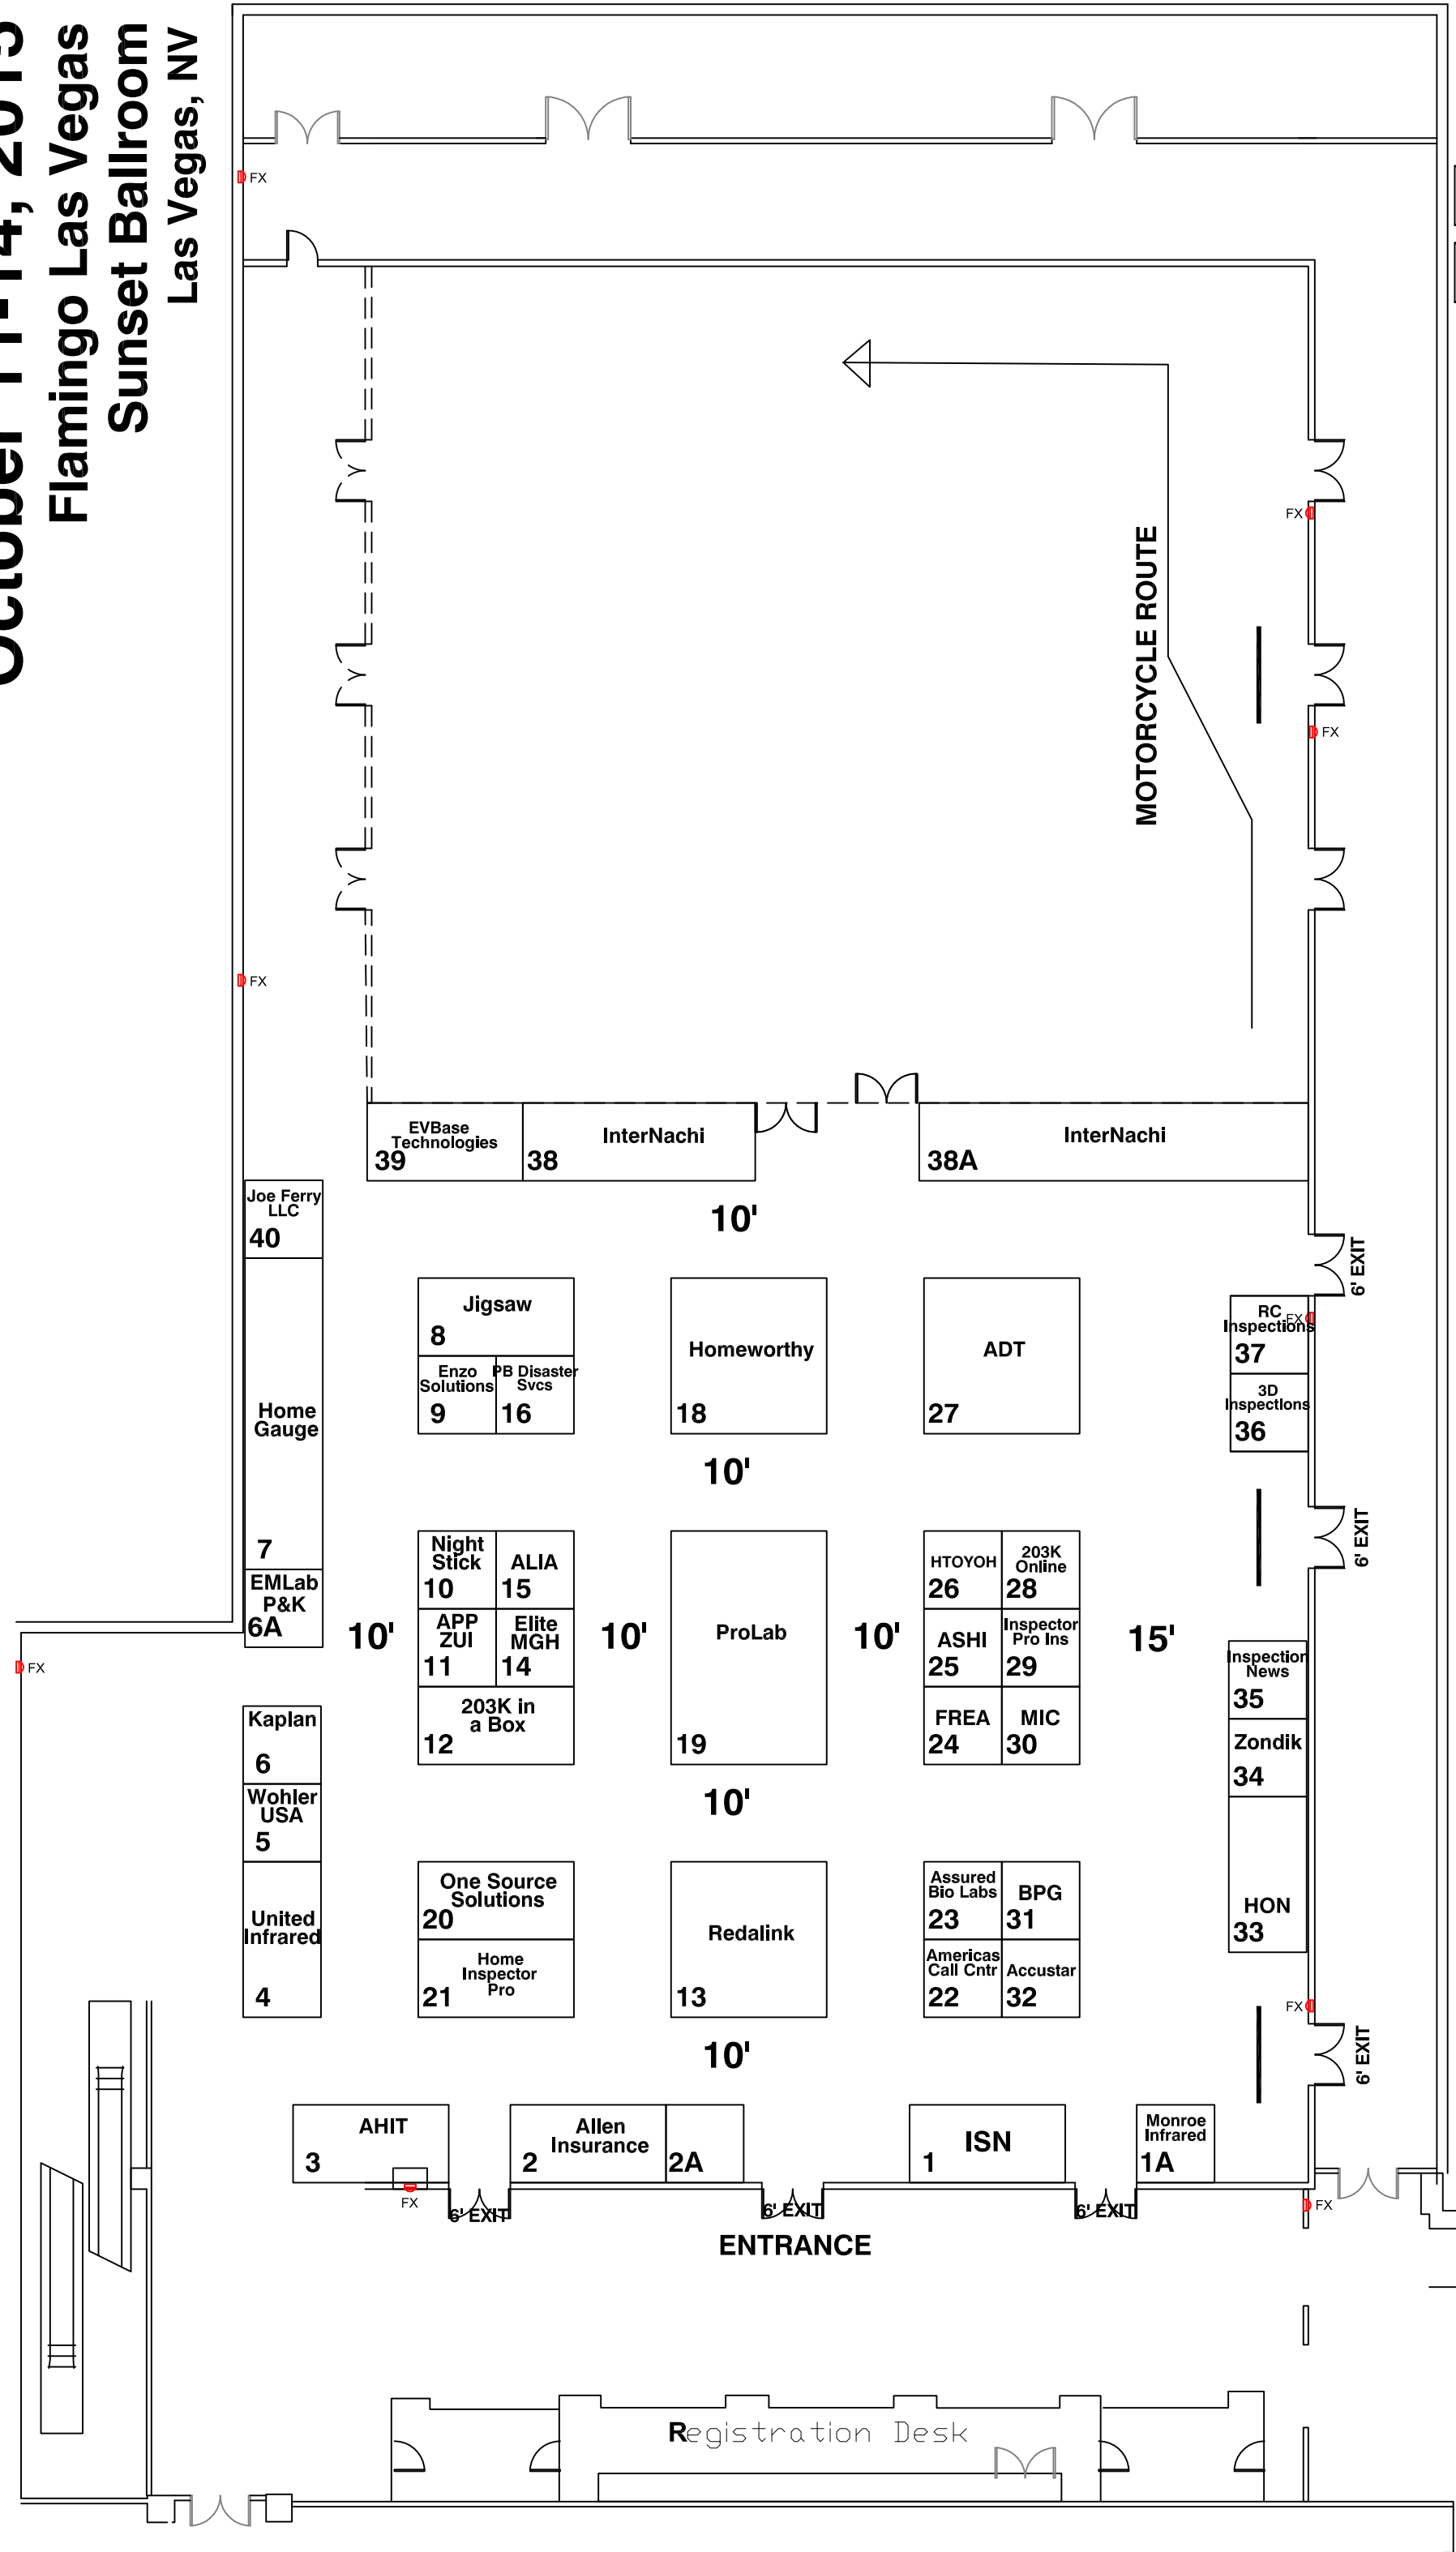 October 11-14, 2013
Flamingo Las Vegas
Sunset Ballroom
Las Vegas, NV
FX
FX
MOTORCYCLE ROUTE
FX
FX
EVBase
Technologies
39
InterNachi
38
InterNachi
38A
Joe Ferry
LLC
40
10'
6' EXIT
Jigsaw
8
Enzo
Solutions
9
PB Disaster
Svcs
16
Homeworthy
18
ADT
27
RC
Inspections
FX
37
3D
Inspections
36
Home
Gauge
7
10'
6' EXIT
EMLab
P&K
6A
Night
Stick
10
ALIA
15
APP
ZUI
11
Elite
MGH
14
203K in
a Box
12
ProLab
19
HTOYOH
26
203K
Online
28
ASHI
25
Inspector
Pro Ins
29
FREA
24
MIC
30
10'
10'
10'
15'
FX
Inspection
News
35
Zondik
34
HON
33
Kaplan
6
Wohler
USA
5
United
Infrared
4
10'
One Source
Solutions
20
Home
Inspector
Pro
21
Redalink
13
Assured
Bio Labs
23
BPG
31
Americas
Call Cntr
22
Accustar
32
FX
6' EXIT
10'
AHIT
3
Allen
Insurance
2
2A
ISN
1
Monroe
Infrared
1A
FX
6' EXIT
6' EXIT
6' EXIT
FX
ENTRANCE
Registration Desk